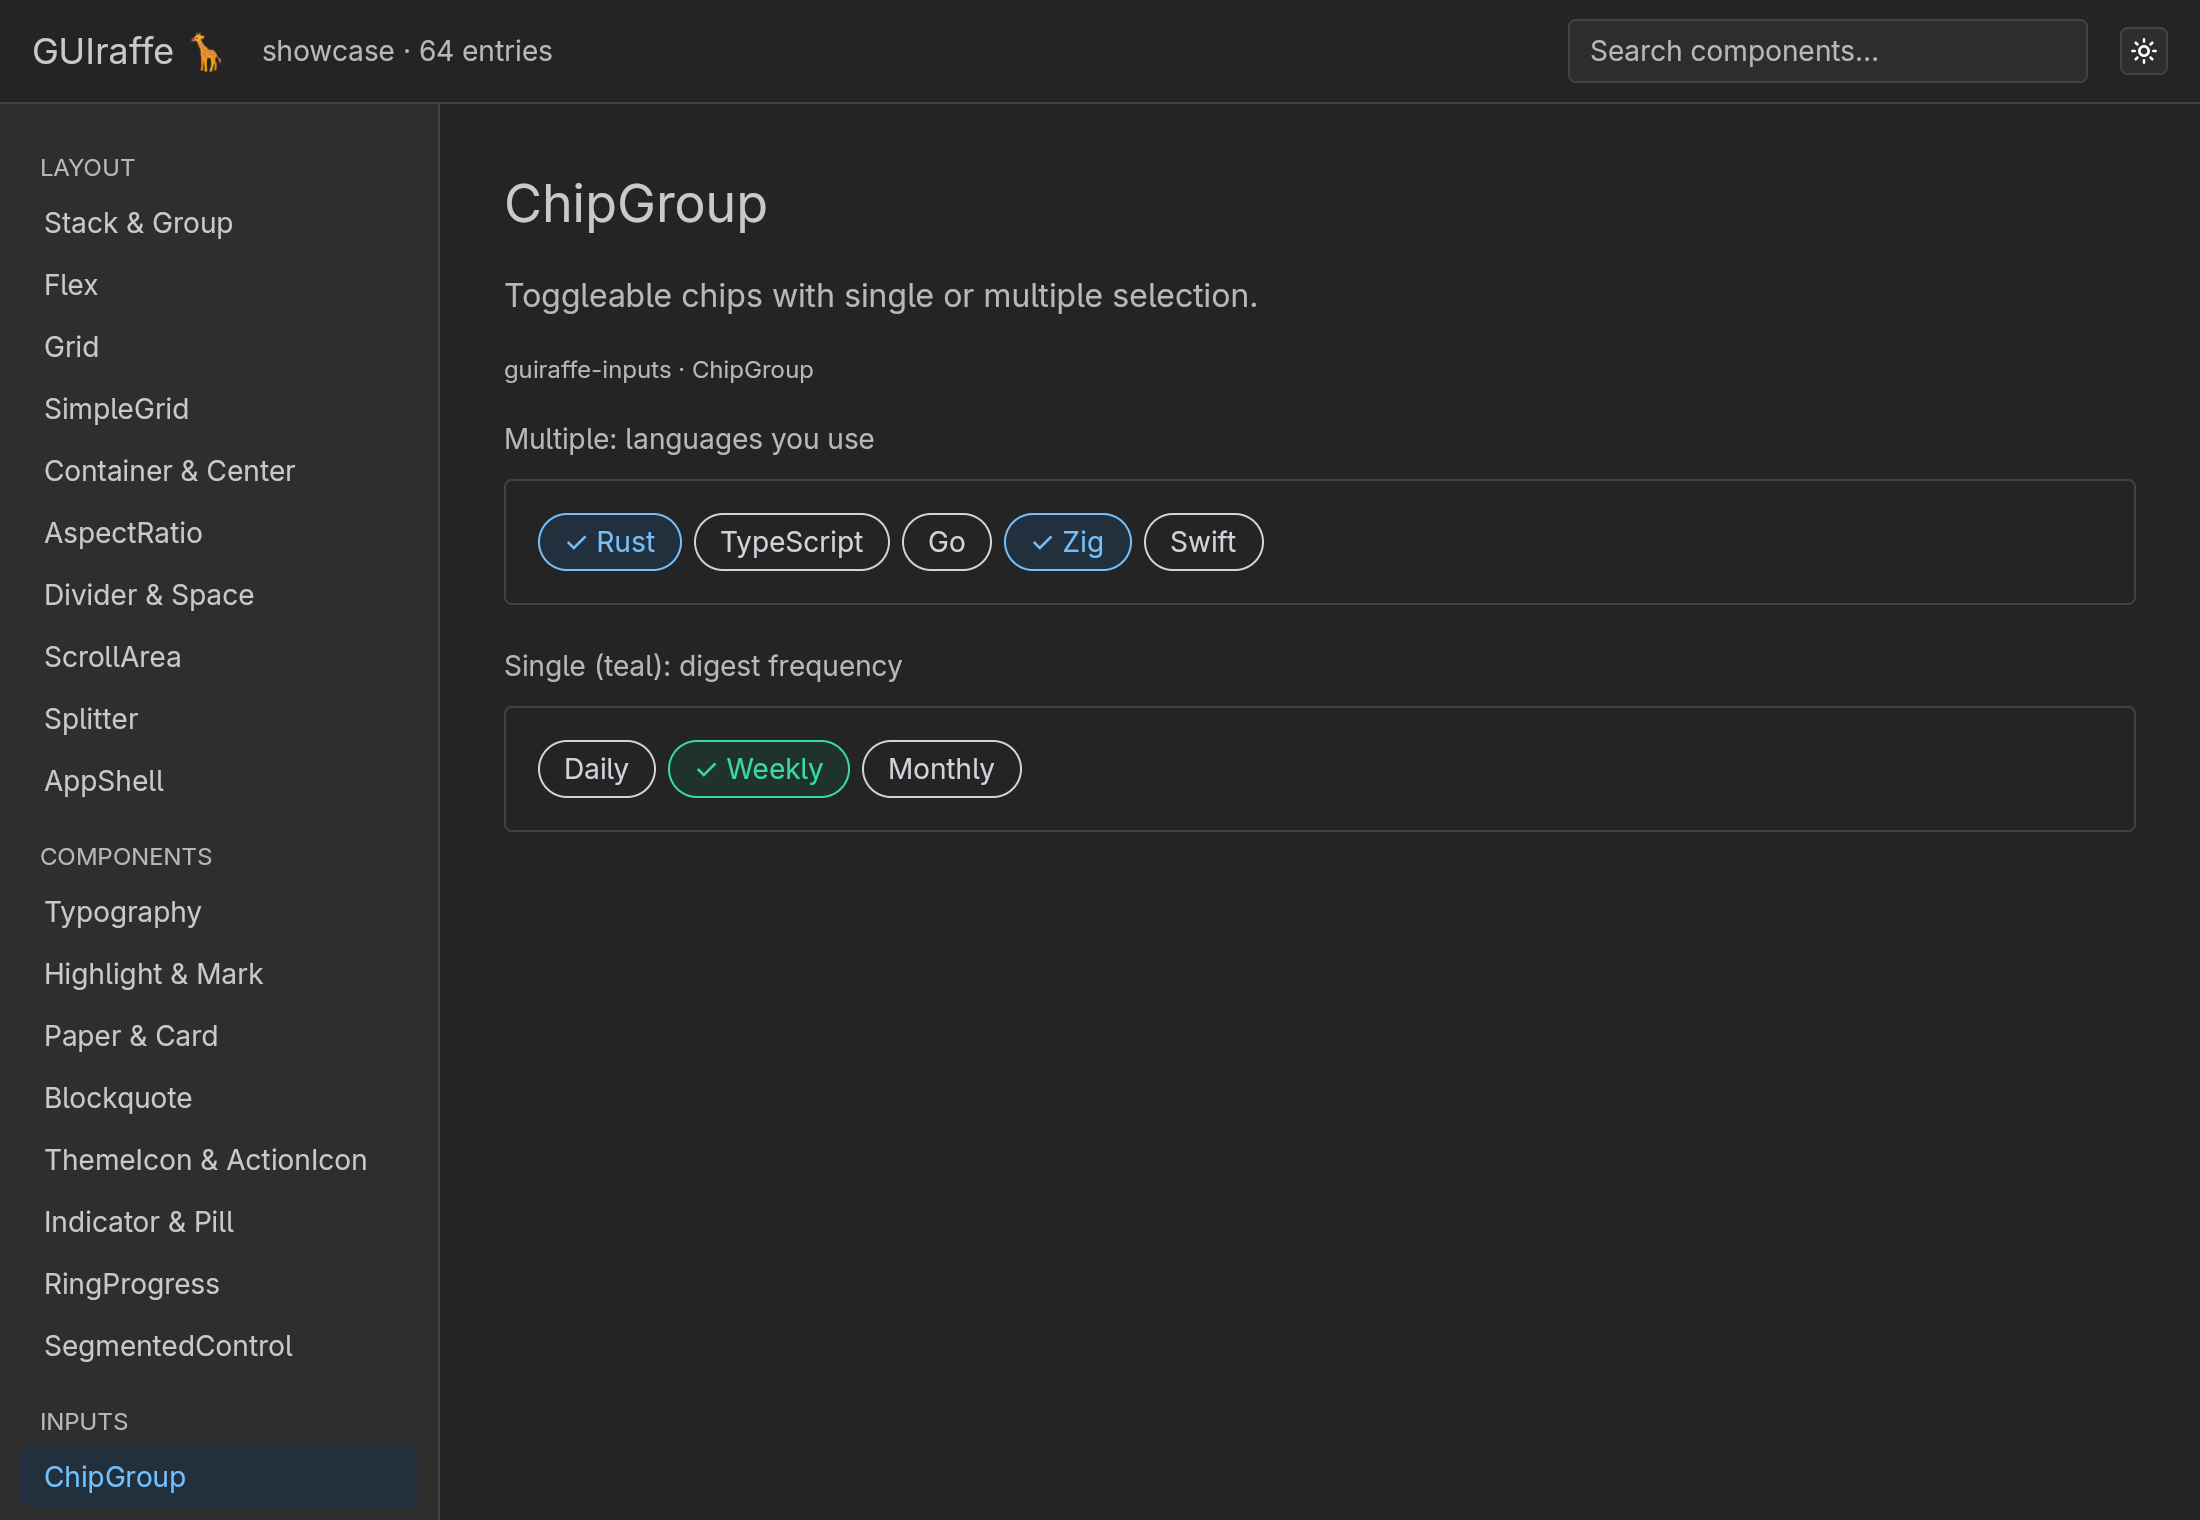 GUIraffe 🦒 showcase · 64 entries
Search components...
LAYOUT
Stack & Group
Flex
Grid
SimpleGrid
Container & Center
AspectRatio
Divider & Space
ScrollArea
Splitter
AppShell
COMPONENTS
Typography
Highlight & Mark
Paper & Card
Blockquote
ThemeIcon & ActionIcon
Indicator & Pill
RingProgress
SegmentedControl
INPUTS
ChipGroup
ChipGroup
Toggleable chips with single or multiple selection.
guiraffe-inputs · ChipGroup
Multiple: languages you use
✓ Rust TypeScript Go ✓ Zig Swift
Single (teal): digest frequency
Daily ✓ Weekly Monthly